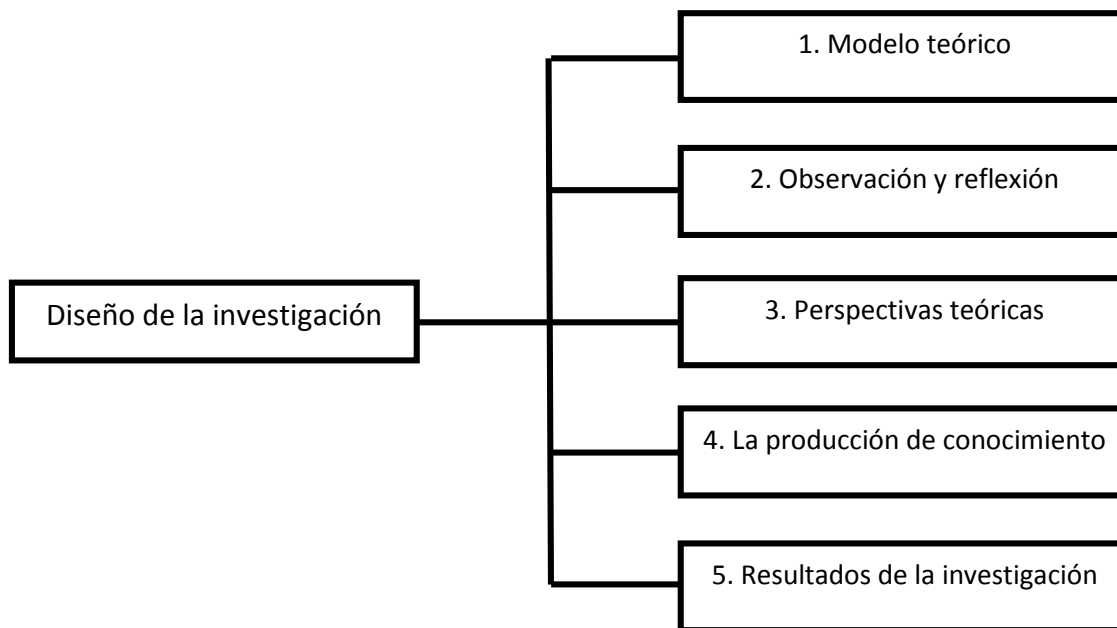 1. Modelo teórico
2. Observación y reflexión
Diseño de la investigación
3. Perspectivas teóricas
4. La producción de conocimiento
5. Resultados de la investigación